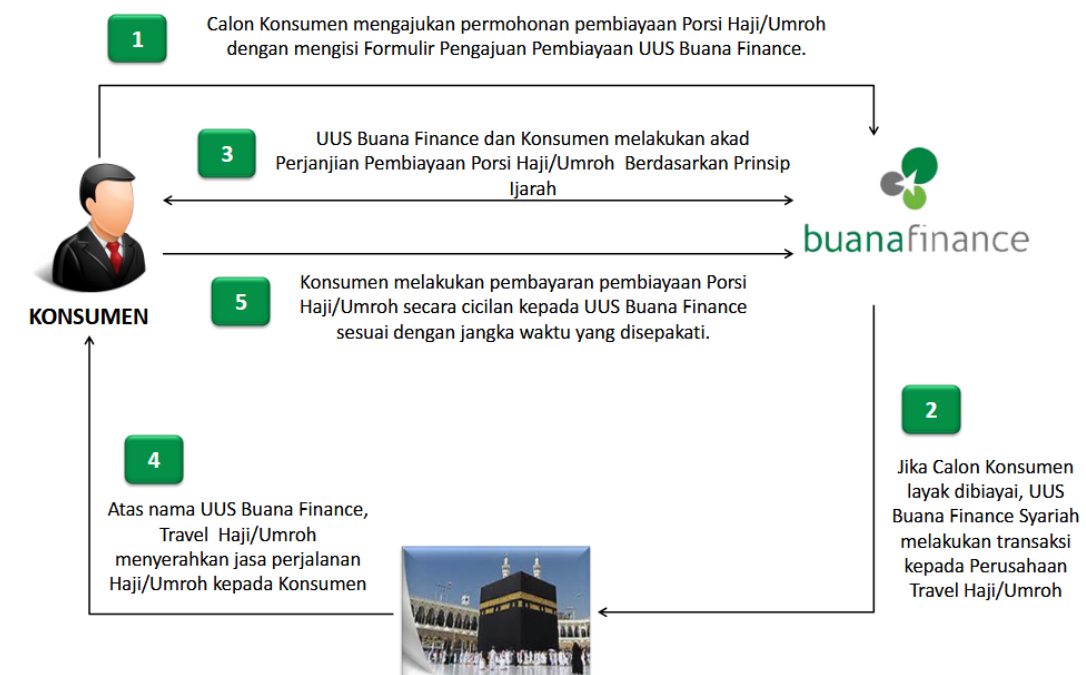 1
Calon Konsumen mengajukan permohonan pembiayaan Porsi Haji/Umroh
dengan mengisi Formulir Pengajuan Pembiayaan UUS Buana Finance.
3
UUS Buana Finance dan Konsumen melakukan akad
Perjanjian Pembiayaan Porsi Haji/Umroh Berdasarkan Prinsip
Ijarah
buanafinance
KONSUMEN
5
Konsumen melakukan pembayaran pembiayaan Porsi
Haji/Umroh secara cicilan kepada UUS Buana Finance
sesuai dengan jangka waktu yang disepakati.
2
Jika Calon Konsumen
layak dibiayai, UUS
Buana Finance Syariah
melakukan transaksi
kepada Perusahaan
Travel Haji/Umroh
4
Atas nama UUS Buana Finance,
Travel Haji/Umroh
menyerahkan jasa perjalanan
Haji/Umroh kepada Konsumen